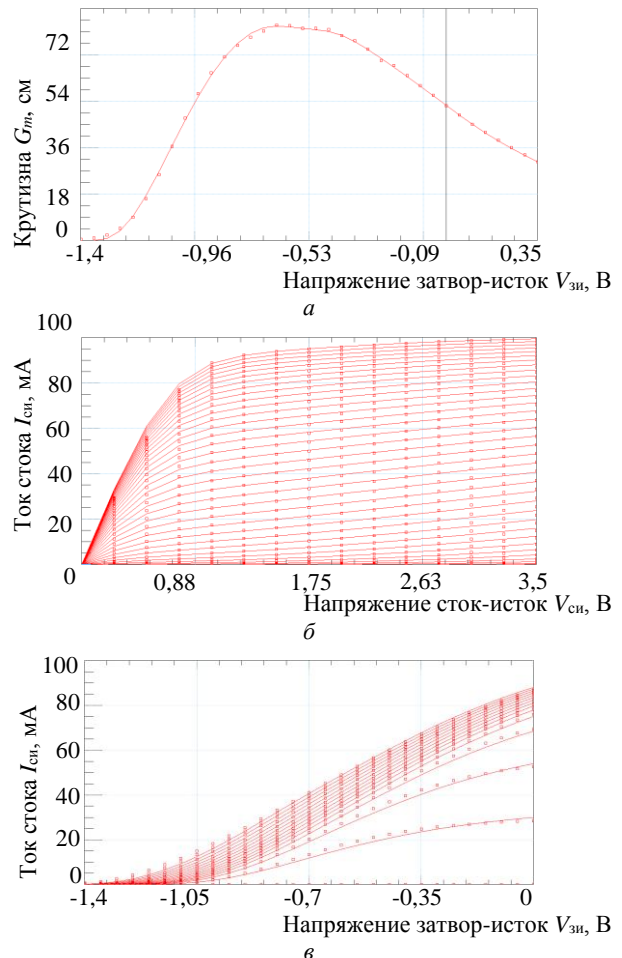 Крутизна Gm, см
72
54
36
18
0
-1,4 -0,96 -0,53 -0,09 0,35
Напряжение затвор-исток Vзи, В
а
Ток стока Iси, мА
100
80
60
40
20
0
0,88 1,75 2,63 3,5
Напряжение сток-исток Vси, В
б
Ток стока Iси, мА
100
80
60
40
20
0
-1,4 -1,05 -0,7 -0,35 0
Напряжение затвор-исток Vзи, В
в